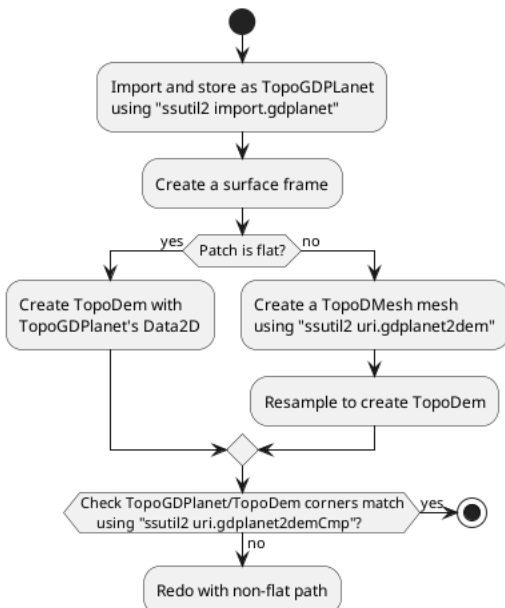 Import and store as TopoGDPLanet
using "ssutil2 import.gdplanet"
Create a surface frame
yes
Patch is flat?
no
Create TopoDem with
TopoGDPlanet's Data2D
Create a TopoDMesh mesh
using "ssutil2 uri.gdplanet2dem"
Resample to create TopoDem
Check TopoGDPlanet/TopoDem corners match
using "ssutil2 uri.gdplanet2demCmp"?
yes
no
Redo with non-flat path